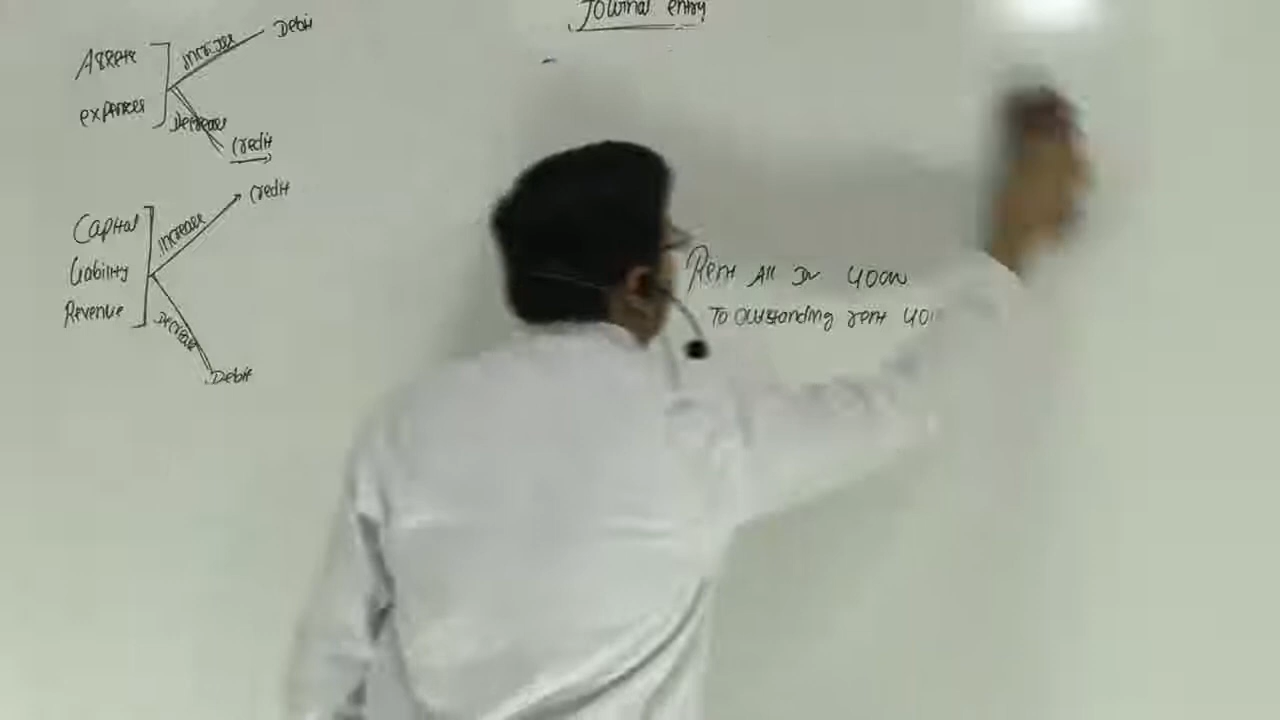 Journal entry
Assets
expenses
increase
Debit
Decrease
Credit
Capital
Liability
Revenue
increase
Credit
Decrease
Debit
Rent A/c Dr 4000
To outstanding rent 40